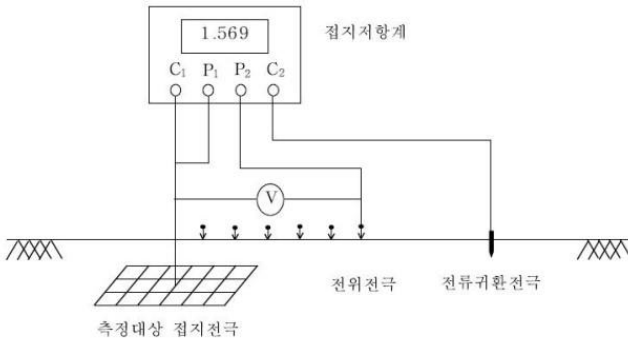 1.569
접지저항계
C₁ P₁ P₂ C₂
V
전위전극
전류귀환전극
측정대상 접지전극